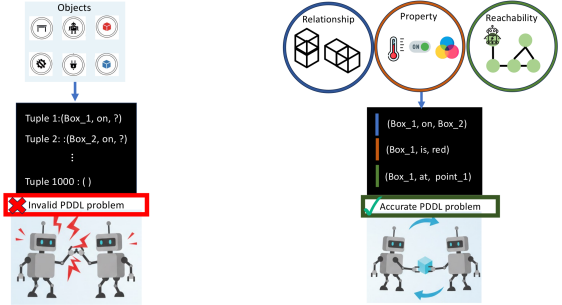 Objects
Tuple 1:(Box_1, on, ?)
Tuple 2: :(Box_2, on, ?)
⋮
Tuple 1000 : ( )
Invalid PDDL problem
Relationship
Property
Reachability
ON
(Box_1, on, Box_2)
(Box_1, is, red)
(Box_1, at, point_1)
Accurate PDDL problem